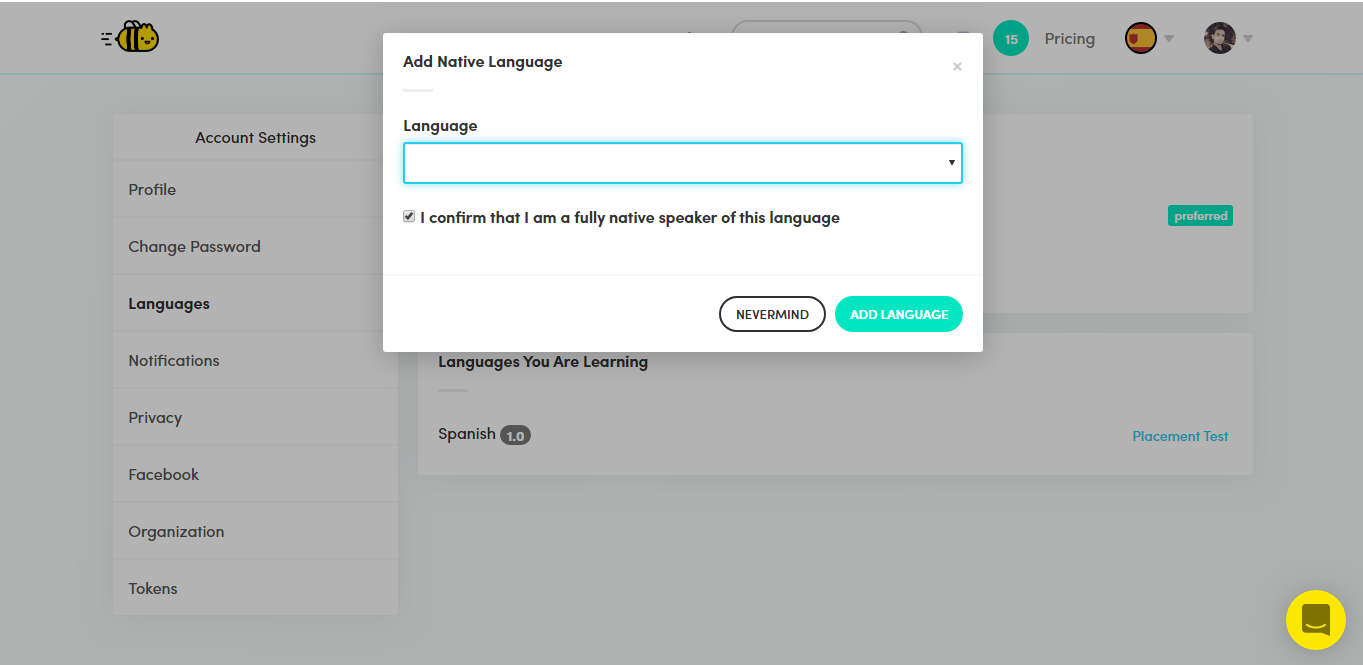 15
Pricing
Add Native Language
×
Language
I confirm that I am a fully native speaker of this language
NEVERMIND
ADD LANGUAGE
Account Settings
Profile
Change Password
Languages
Notifications
Privacy
Facebook
Organization
Tokens
preferred
Languages You Are Learning
Spanish 1.0
Placement Test